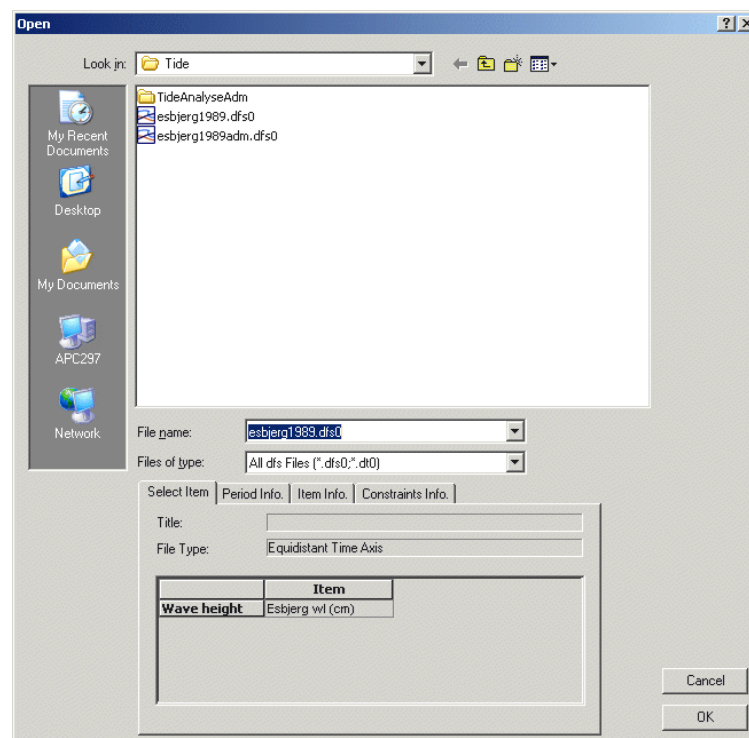 Open
Look in:
Tide
TideAnalyseAdm
esbjerg1989.dfs0
esbjerg1989adm.dfs0
My Recent
Documents
Desktop
My Documents
APC297
Network
File name:
esbjerg1989.dfs0
Files of type:
All dfs Files (*.dfs0;*.dt0)
Select Item
Period Info.
Item Info.
Constraints Info.
Title:
File Type:
Equidistant Time Axis
Item
Wave height
Esbjerg wl (cm)
Cancel
OK